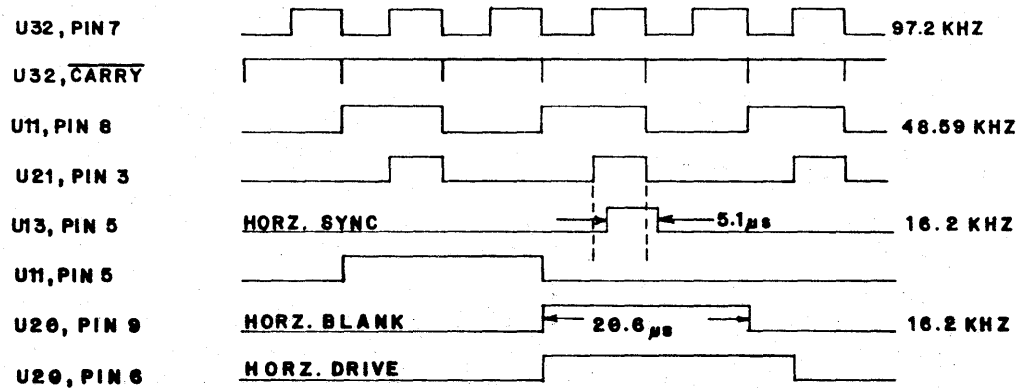 U32, PIN 7 97.2 KHZ
U32, CARRY
U11, PIN 8 48.59 KHZ
U21, PIN 3
U13, PIN 5 HORZ. SYNC 5.1µs 16.2 KHZ
U11, PIN 5
U20, PIN 9 HORZ. BLANK 20.6µs 16.2 KHZ
U20, PIN 6 HORZ. DRIVE